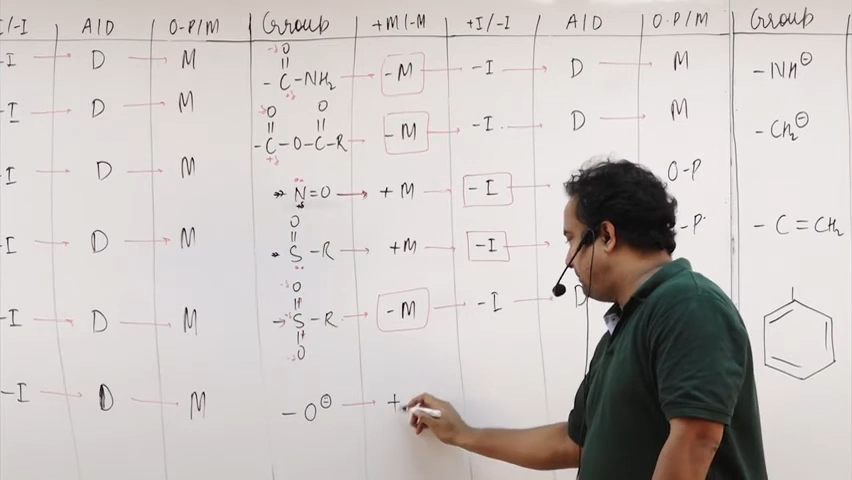 I/-I A/D O-P/M Group +M/-M +I/-I A/D O-P/M Group
-I → D → M
-C(=O)-NH₂ → -M → -I → D → M
-NH⊖
-I → D → M
-C(=O)-O-C(=O)-R → -M → -I → D → M
-CH₂⊖
-I → D → M
N=O → +M → -I → O-P
-I → D → M
S(=O)-R → +M → -I → -P
-C=CH₂
-I → D → M
S(=O)(=O)-R → -M → -I → D
-I → D → M
-O⊖ → +